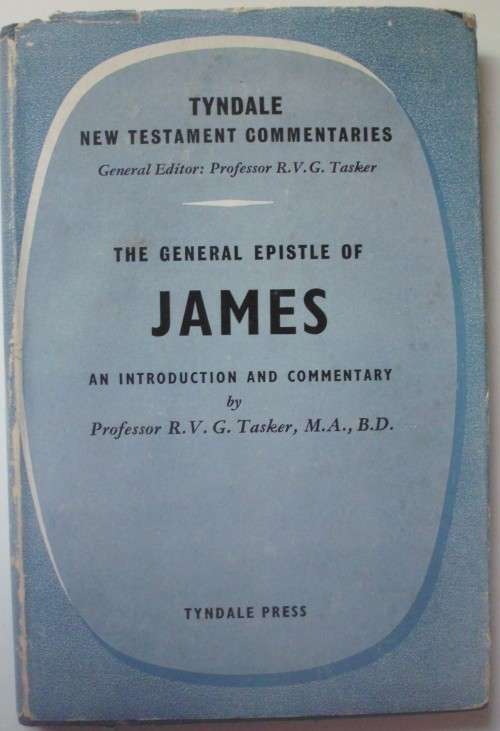 TYNDALE
NEW TESTAMENT COMMENTARIES
General Editor: Professor R.V.G. Tasker
THE GENERAL EPISTLE OF
JAMES
AN INTRODUCTION AND COMMENTARY
by
Professor R.V.G. Tasker, M.A., B.D.
TYNDALE PRESS